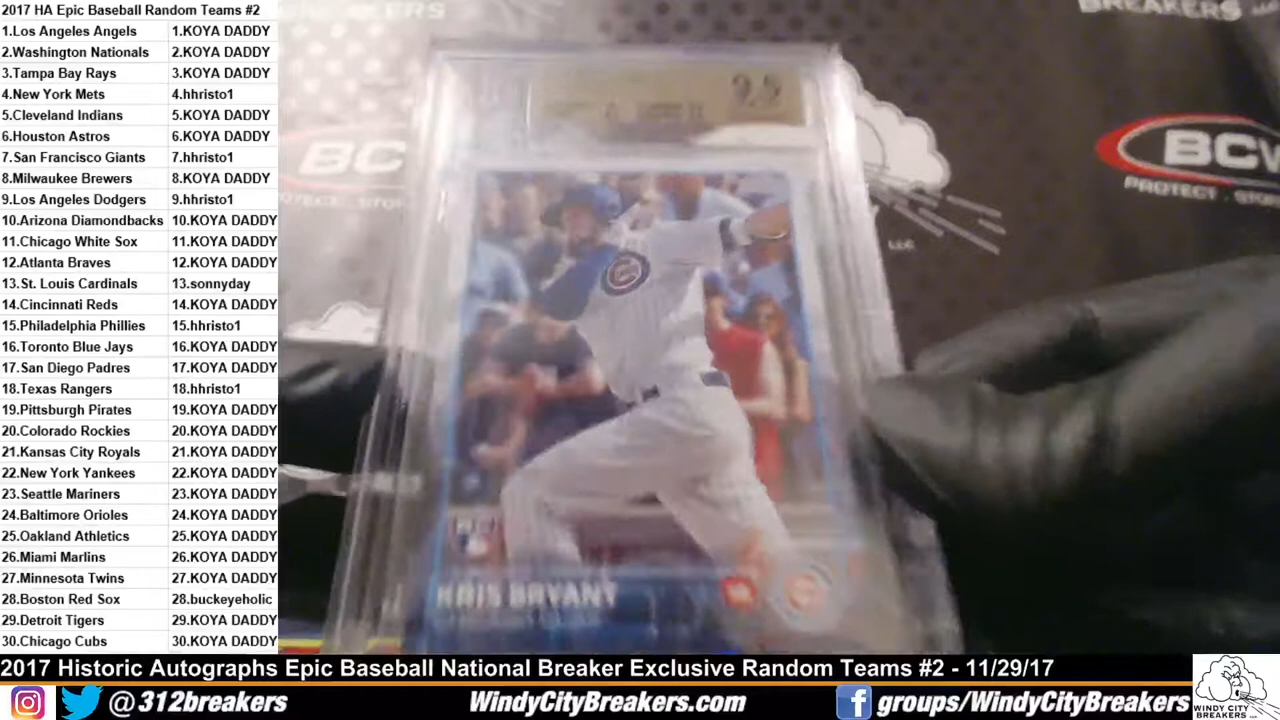 2017 HA Epic Baseball Random Teams #2
1.Los Angeles Angels 1.KOYA DADDY
2.Washington Nationals 2.KOYA DADDY
3.Tampa Bay Rays 3.KOYA DADDY
4.New York Mets 4.hhristo1
5.Cleveland Indians 5.KOYA DADDY
6.Houston Astros 6.KOYA DADDY
7.San Francisco Giants 7.hhristo1
8.Milwaukee Brewers 8.KOYA DADDY
9.Los Angeles Dodgers 9.hhristo1
10.Arizona Diamondbacks 10.KOYA DADDY
11.Chicago White Sox 11.KOYA DADDY
12.Atlanta Braves 12.KOYA DADDY
13.St. Louis Cardinals 13.sonnyday
14.Cincinnati Reds 14.KOYA DADDY
15.Philadelphia Phillies 15.hhristo1
16.Toronto Blue Jays 16.KOYA DADDY
17.San Diego Padres 17.KOYA DADDY
18.Texas Rangers 18.hhristo1
19.Pittsburgh Pirates 19.KOYA DADDY
20.Colorado Rockies 20.KOYA DADDY
21.Kansas City Royals 21.KOYA DADDY
22.New York Yankees 22.KOYA DADDY
23.Seattle Mariners 23.KOYA DADDY
24.Baltimore Orioles 24.KOYA DADDY
25.Oakland Athletics 25.KOYA DADDY
26.Miami Marlins 26.KOYA DADDY
27.Minnesota Twins 27.KOYA DADDY
28.Boston Red Sox 28.buckeyeholic
29.Detroit Tigers 29.KOYA DADDY
30.Chicago Cubs 30.KOYA DADDY
BREAKERS
9.5
BCW
PROTECT · STOR
LLC
BC
KRIS BRYANT
2017 Historic Autographs Epic Baseball National Breaker Exclusive Random Teams #2 - 11/29/17
@312breakers WindyCityBreakers.com groups/WindyCityBreakers
WINDY CITY
BREAKERS LLC